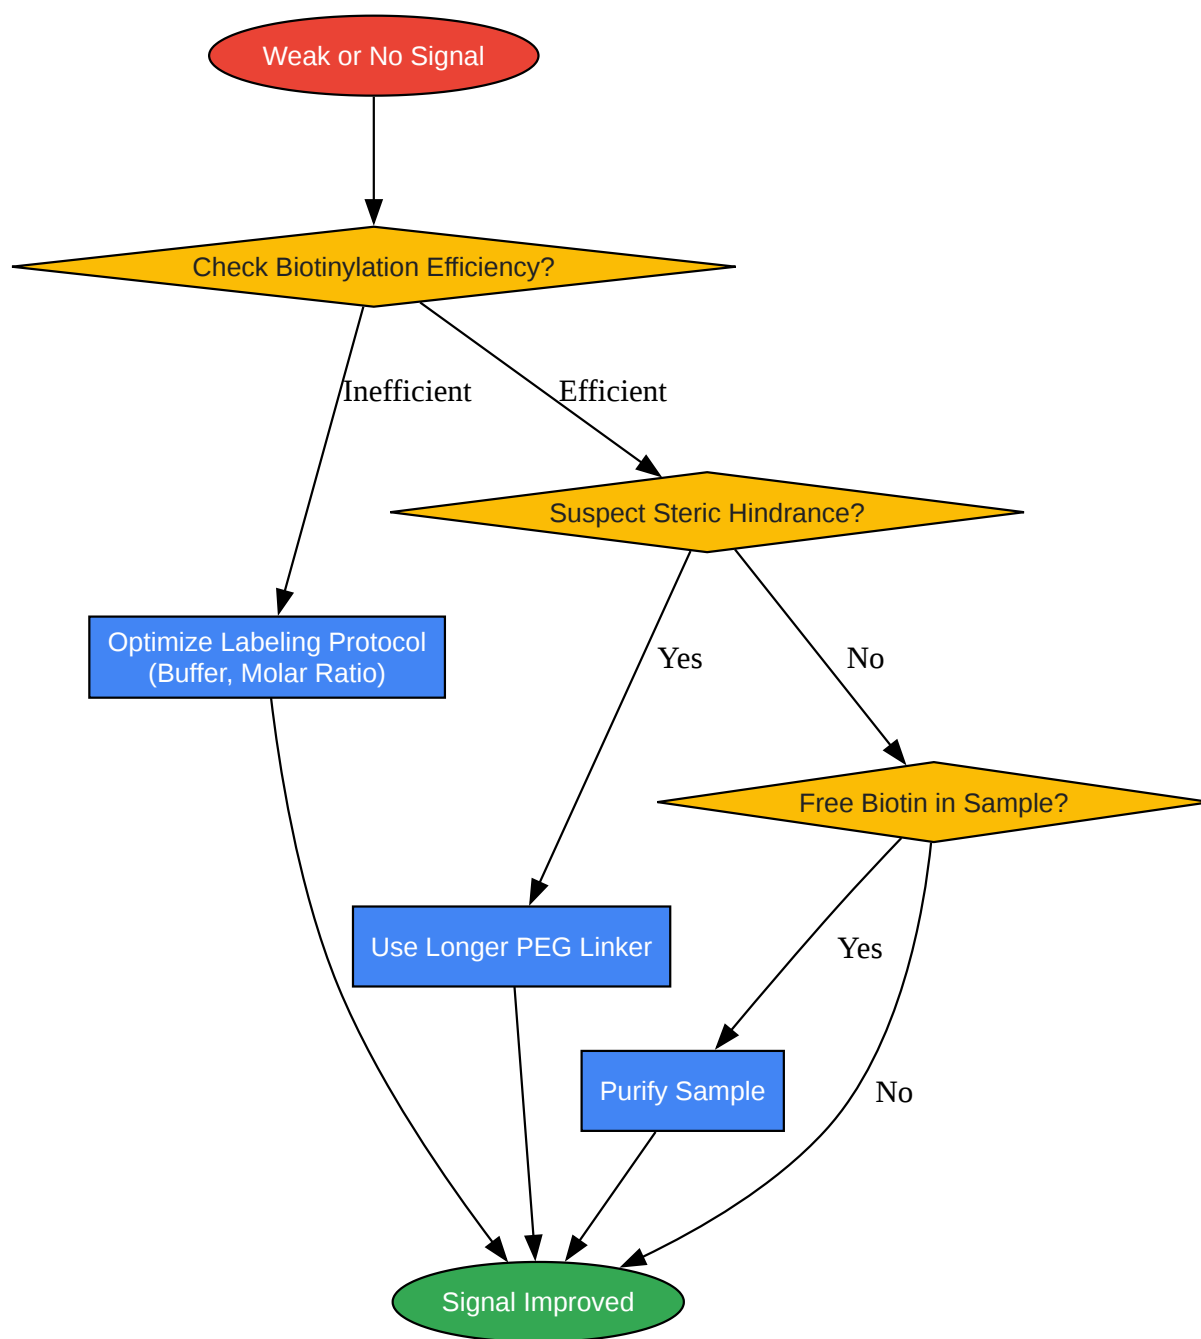 Weak or No Signal
Check Biotinylation Efficiency?
Inefficient
Efficient
Suspect Steric Hindrance?
Optimize Labeling Protocol
(Buffer, Molar Ratio)
Yes
No
Free Biotin in Sample?
Use Longer PEG Linker
Yes
Purify Sample
No
Signal Improved